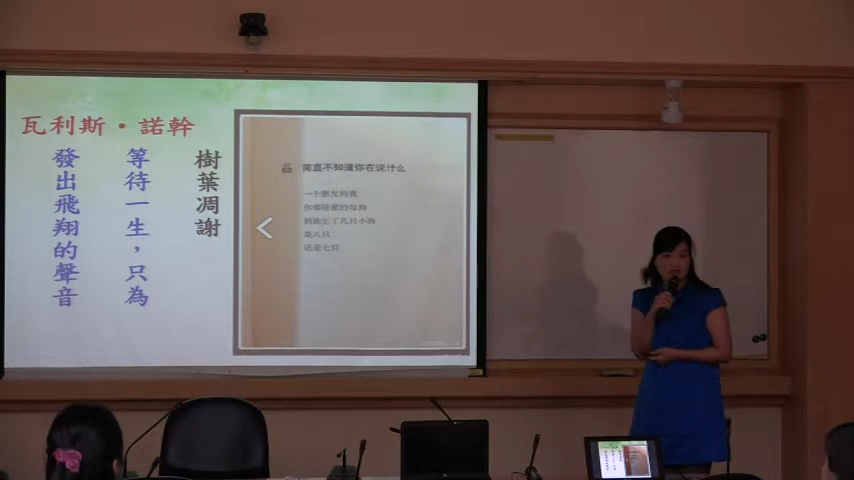 瓦利斯·諾幹
樹葉凋謝
等待一生，只為
發出飛翔的聲音
简直不知道你在说什么
一个朋友问我
你邻居家的母狗
到底生了几只小狗
是八只
还是七只